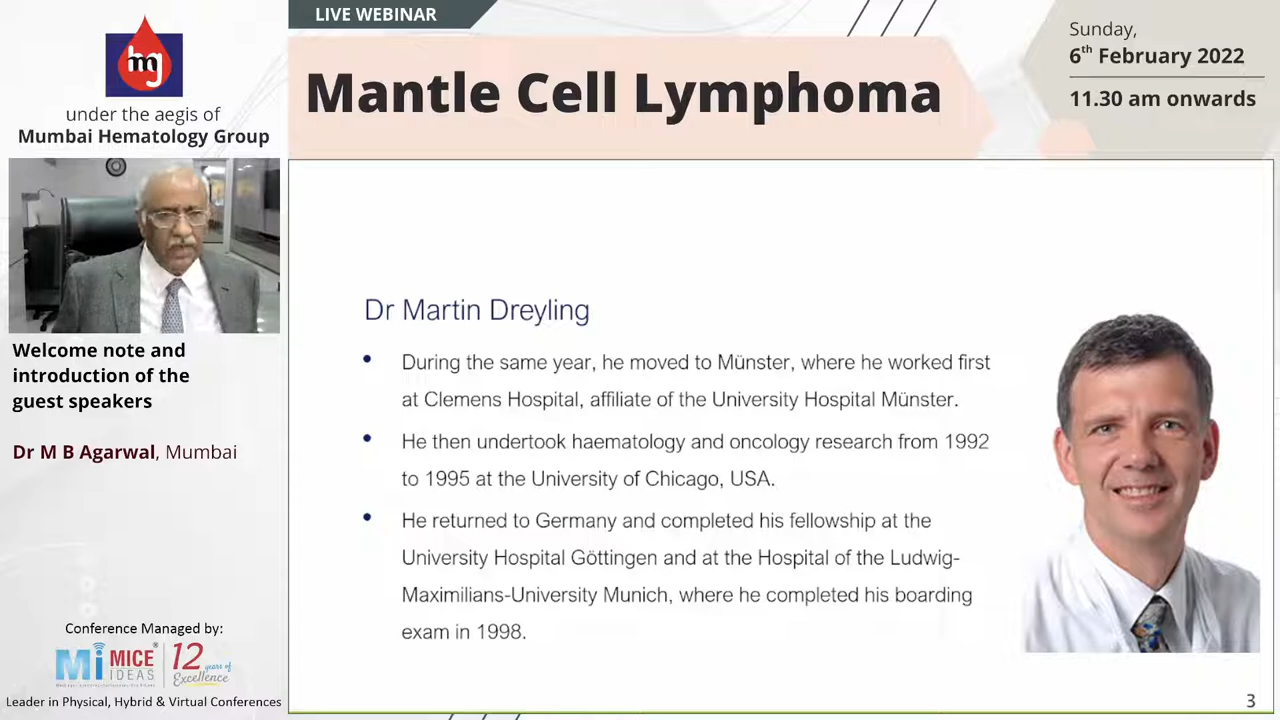 LIVE WEBINAR
Mantle Cell Lymphoma
Sunday,
6th February 2022
11.30 am onwards
mg
under the aegis of
Mumbai Hematology Group
Welcome note and
introduction of the
guest speakers
Dr M B Agarwal, Mumbai
Conference Managed by:
Mi MICE IDEAS
12 years of Excellence
Leader in Physical, Hybrid & Virtual Conferences
Dr Martin Dreyling
• During the same year, he moved to Münster, where he worked first
at Clemens Hospital, affiliate of the University Hospital Münster.
• He then undertook haematology and oncology research from 1992
to 1995 at the University of Chicago, USA.
• He returned to Germany and completed his fellowship at the
University Hospital Göttingen and at the Hospital of the Ludwig-
Maximilians-University Munich, where he completed his boarding
exam in 1998.
3